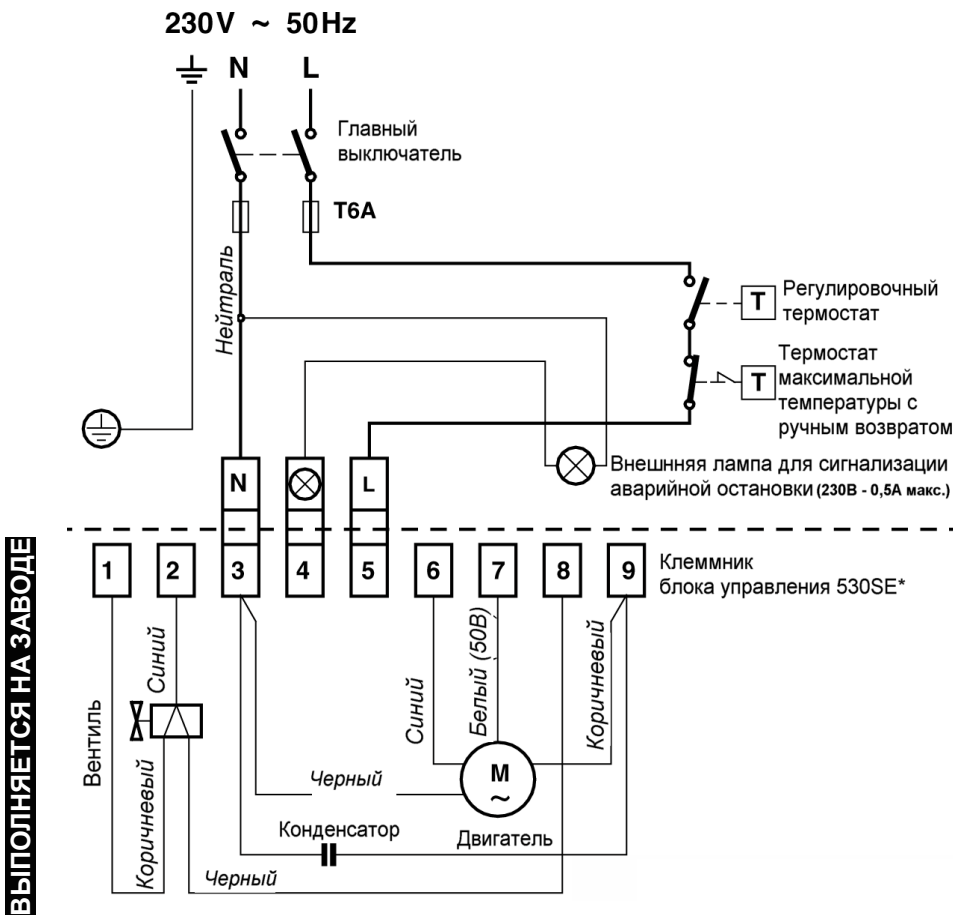 230V ~ 50Hz
N L
Главный
выключатель
T6A
Нейтраль
T
Регулировочный
термостат
T
Термостат
максимальной
температуры с
ручным возвратом
Внешнняя лампа для сигнализации
аварийной остановки (230В - 0,5А макс.)
N L
1 2 3 4 5 6 7 8 9
Клеммник
блока управления 530SE*
ВЫПОЛНЯЕТСЯ НА ЗАВОДЕ
Вентиль
Синий
Коричневый
Синий
Белый (50В)
Коричневый
M
~
Черный
Конденсатор
Двигатель
Черный